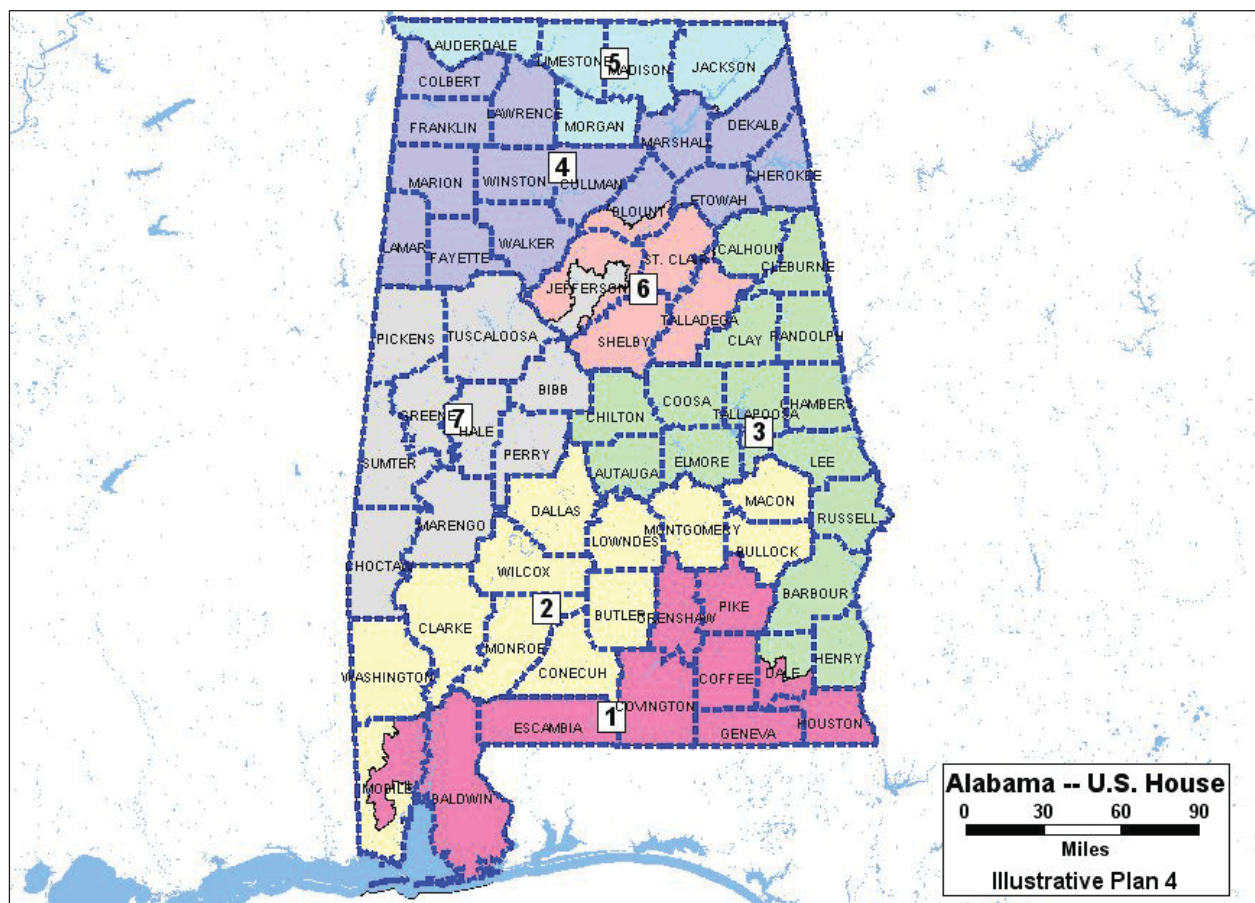 LAUDERDALE
LIMESTONE
5
MADISON
JACKSON
COLBERT
LAWRENCE
FRANKLIN
MORGAN
MARSHALL
DEKALB
4
MARION
WINSTON
CULLMAN
CHEROKEE
ETOWAH
BLOUNT
LAMAR
FAYETTE
WALKER
ST. CLAIR
CALHOUN
CLEBURNE
JEFFERSON
6
TALLADEGA
PICKENS
TUSCALOOSA
SHELBY
CLAY
RANDOLPH
BIBB
GREENE
7
HALE
CHILTON
COOSA
TALLAPOOSA
CHAMBERS
3
PERRY
SUMTER
AUTAUGA
ELMORE
LEE
MACON
RUSSELL
DALLAS
MARENGO
LOWNDES
MONTGOMERY
BULLOCK
CHOCTAW
WILCOX
BARBOUR
2
BUTLER
CRENSHAW
PIKE
CLARKE
MONROE
CONECUH
WASHINGTON
COFFEE
DALE
HENRY
COVINGTON
1
ESCAMBIA
GENEVA
HOUSTON
MOBILE
BALDWIN
Alabama -- U.S. House
0 30 60 90
Miles
Illustrative Plan 4